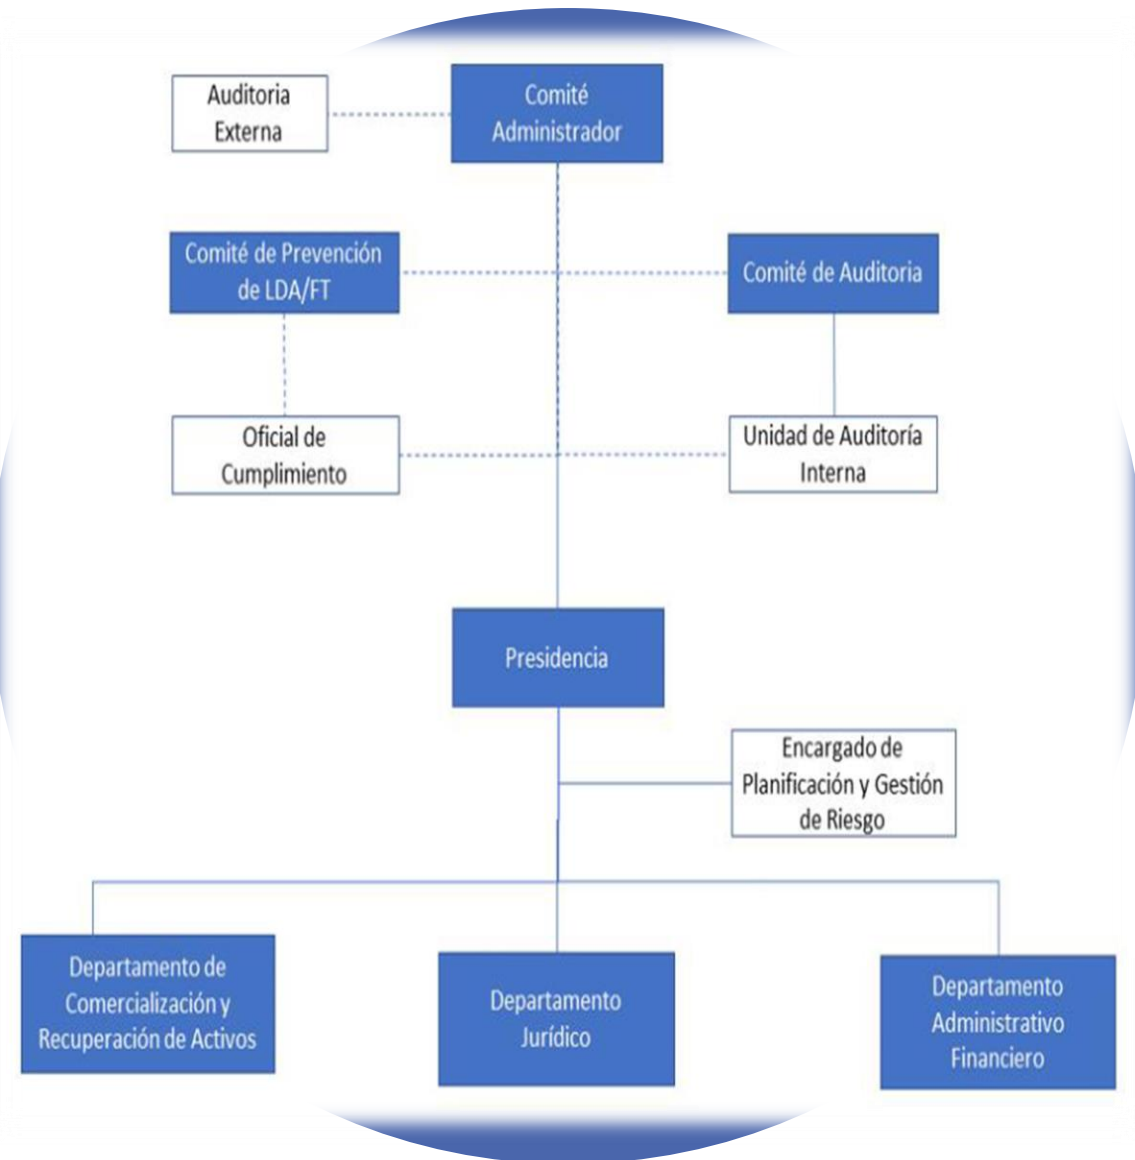 Auditoria
Externa
Comité
Administrador
Comité de Prevención
de LDA/FT
Comité de Auditoria
Oficial de
Cumplimiento
Unidad de Auditoría
Interna
Presidencia
Encargado de
Planificación y Gestión
de Riesgo
Departamento de
Comercialización y
Recuperación de Activos
Departamento
Jurídico
Departamento
Administrativo
Financiero